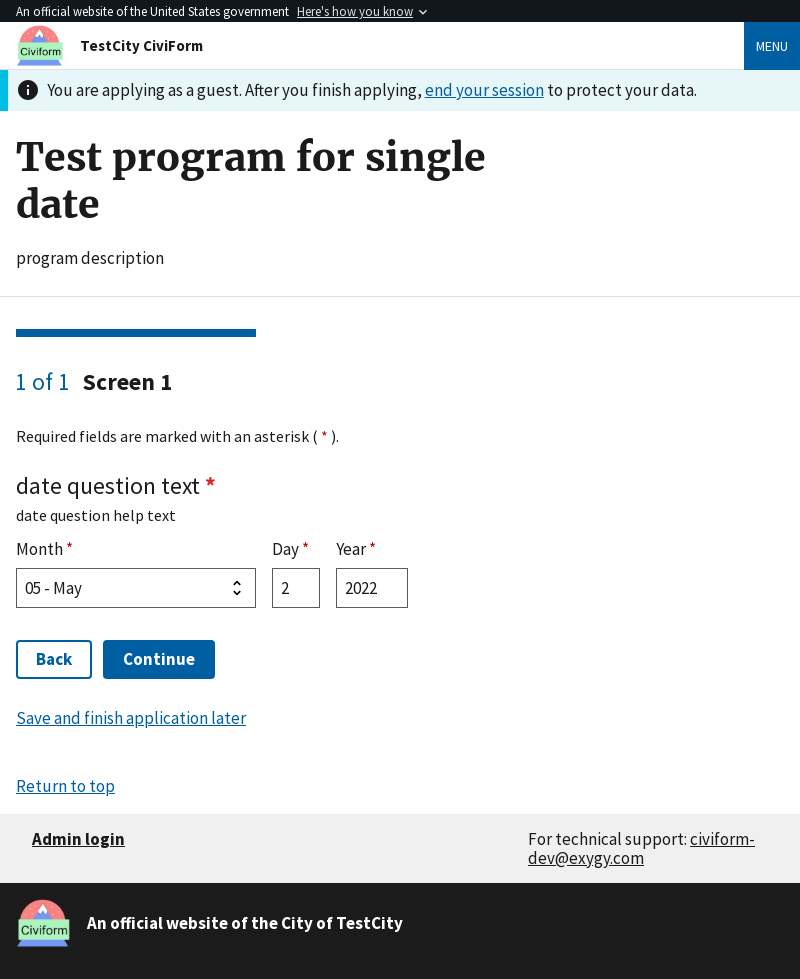 An official website of the United States government Here's how you know
Civiform
TestCity CiviForm
MENU
You are applying as a guest. After you finish applying, end your session to protect your data.
Test program for single
date
program description
1 of 1 Screen 1
Required fields are marked with an asterisk ( * ).
date question text *
date question help text
Month * Day * Year *
05 - May 2 2022
Back Continue
Save and finish application later
Return to top
Admin login
For technical support: civiform-
dev@exygy.com
Civiform
An official website of the City of TestCity